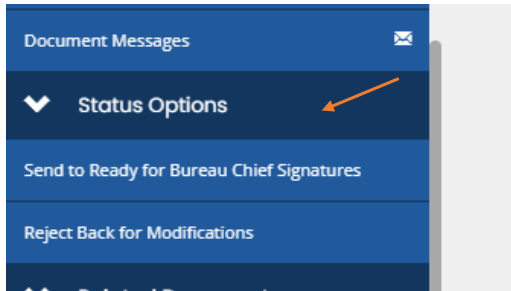 Document Messages
Status Options
Send to Ready for Bureau Chief Signatures
Reject Back for Modifications